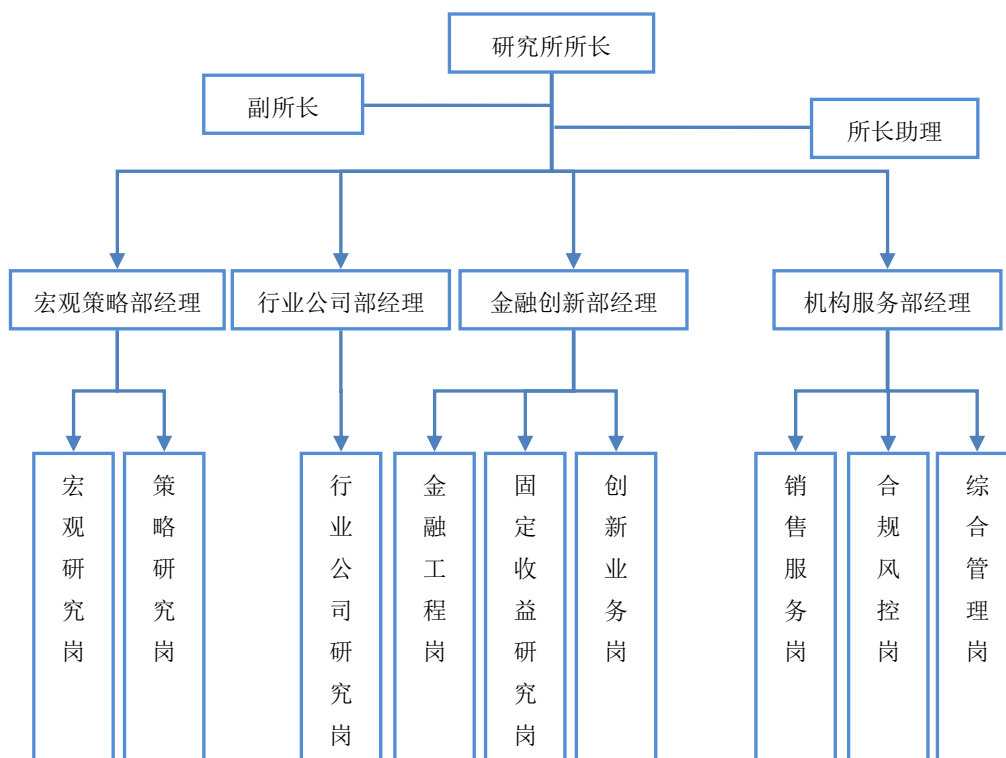 研究所所长
副所长
所长助理
宏观策略部经理
行业公司部经理
金融创新部经理
机构服务部经理
宏观研究岗
策略研究岗
行业公司研究岗
金融工程岗
固定收益研究岗
创新业务岗
销售服务岗
合规风控岗
综合管理岗